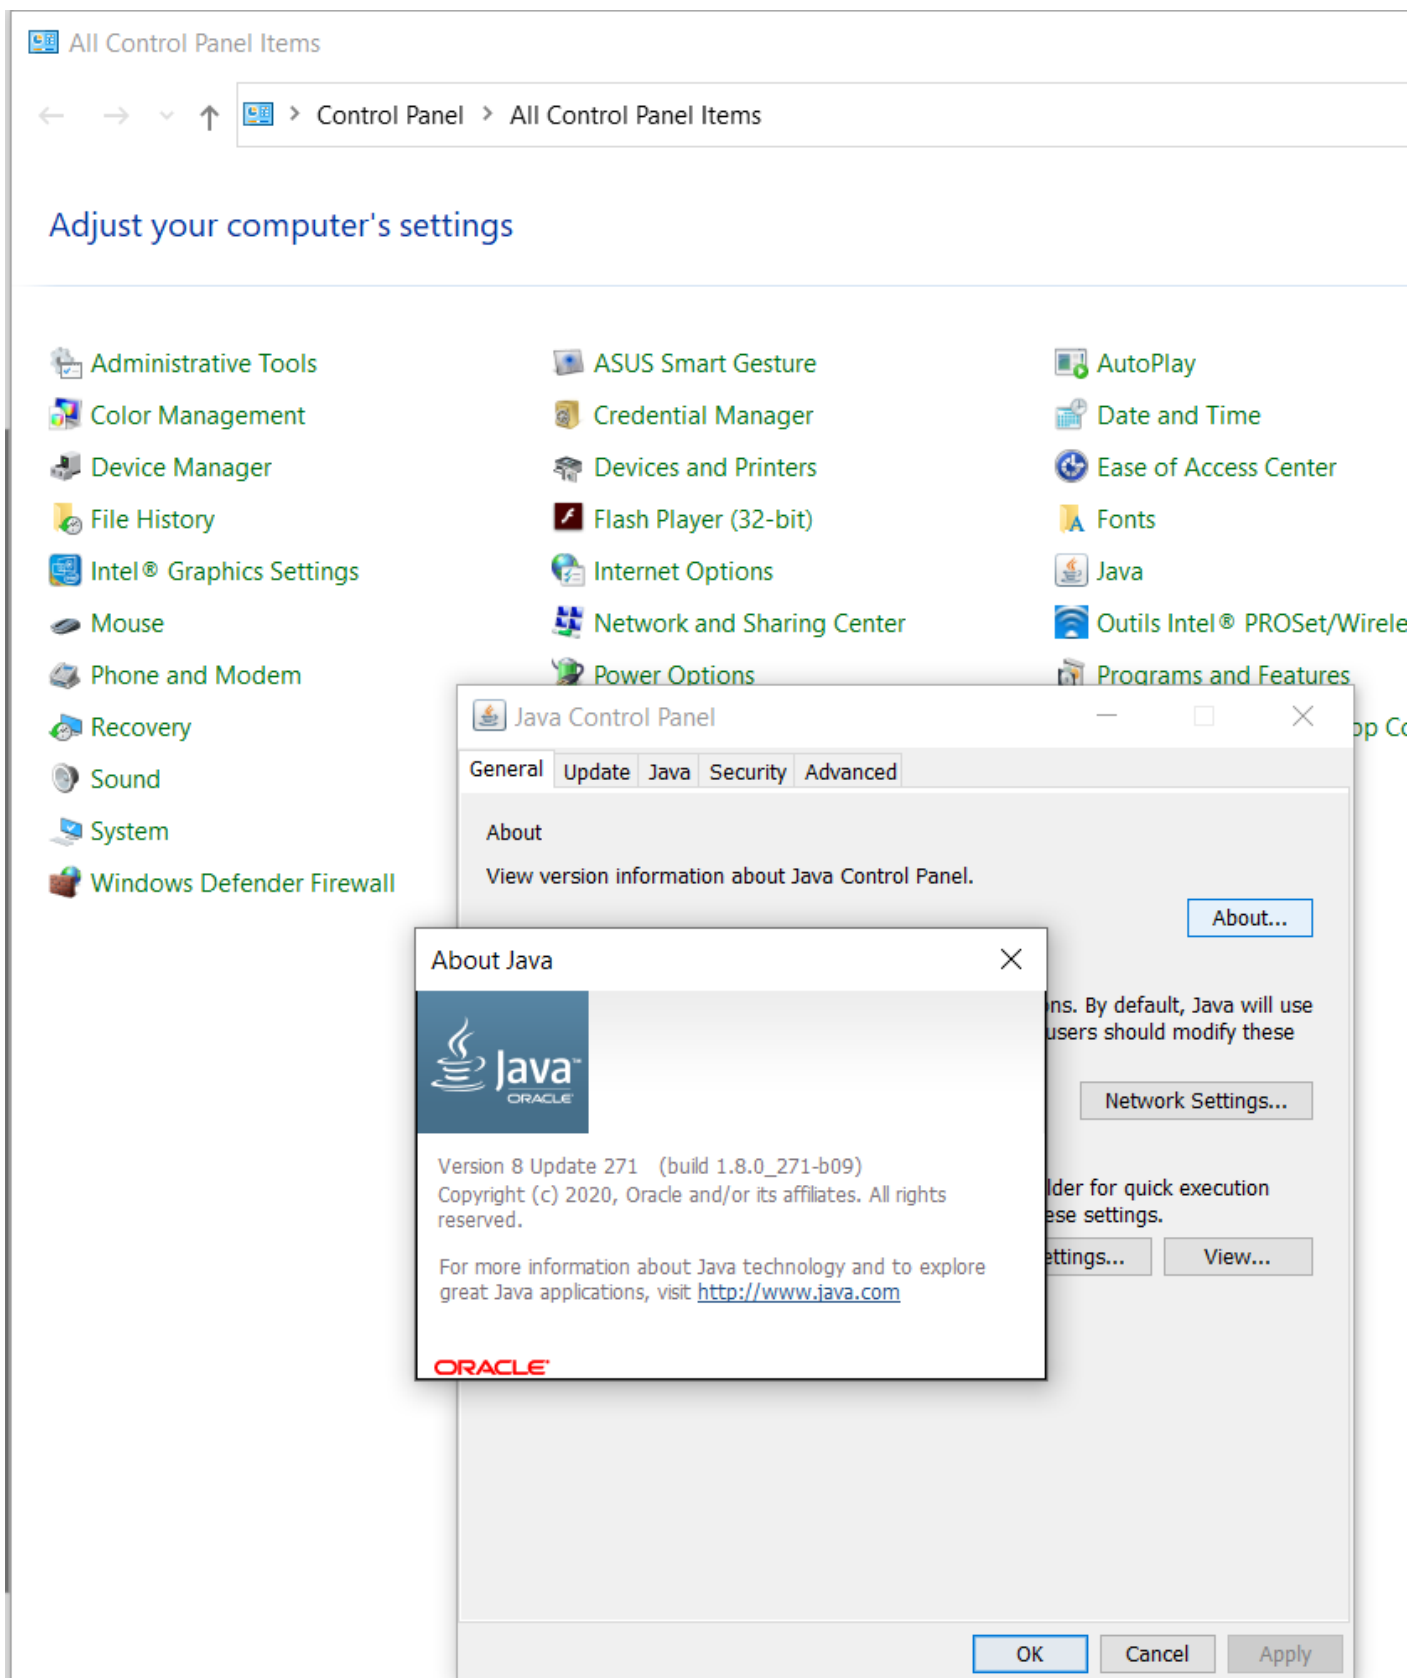 All Control Panel Items
Control Panel > All Control Panel Items
Adjust your computer's settings
Administrative Tools
ASUS Smart Gesture
AutoPlay
Color Management
Credential Manager
Date and Time
Device Manager
Devices and Printers
Ease of Access Center
File History
Flash Player (32-bit)
Fonts
Intel® Graphics Settings
Internet Options
Java
Mouse
Network and Sharing Center
Outils Intel® PROSet/Wirele
Phone and Modem
Power Options
Programs and Features
Recovery
op Co
Sound
System
Windows Defender Firewall
Java Control Panel
General Update Java Security Advanced
About
View version information about Java Control Panel.
About...
ns. By default, Java will use
users should modify these
Network Settings...
lder for quick execution
ese settings.
ettings...
View...
About Java
Java™
ORACLE
Version 8 Update 271 (build 1.8.0_271-b09)
Copyright (c) 2020, Oracle and/or its affiliates. All rights
reserved.
For more information about Java technology and to explore
great Java applications, visit http://www.java.com
ORACLE
OK
Cancel
Apply